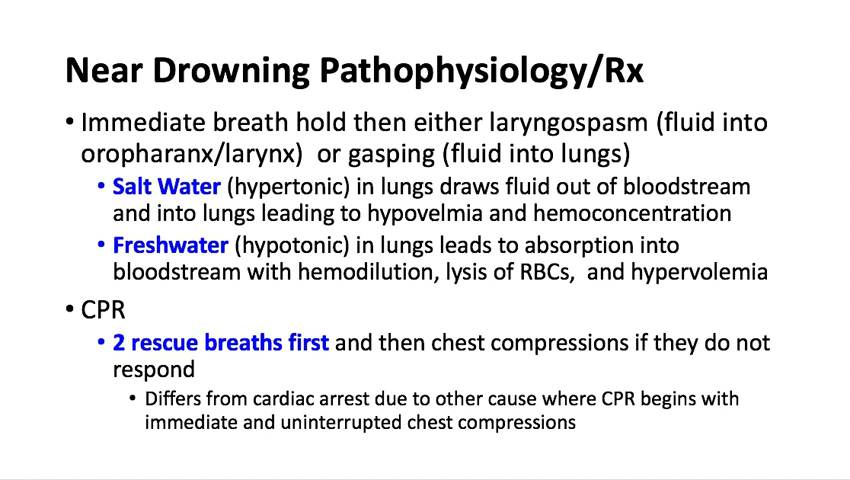 Near Drowning Pathophysiology/Rx
• Immediate breath hold then either laryngospasm (fluid into
oropharanx/larynx) or gasping (fluid into lungs)
• Salt Water (hypertonic) in lungs draws fluid out of bloodstream
and into lungs leading to hypovelmia and hemoconcentration
• Freshwater (hypotonic) in lungs leads to absorption into
bloodstream with hemodilution, lysis of RBCs, and hypervolemia
• CPR
• 2 rescue breaths first and then chest compressions if they do not
respond
• Differs from cardiac arrest due to other cause where CPR begins with
immediate and uninterrupted chest compressions